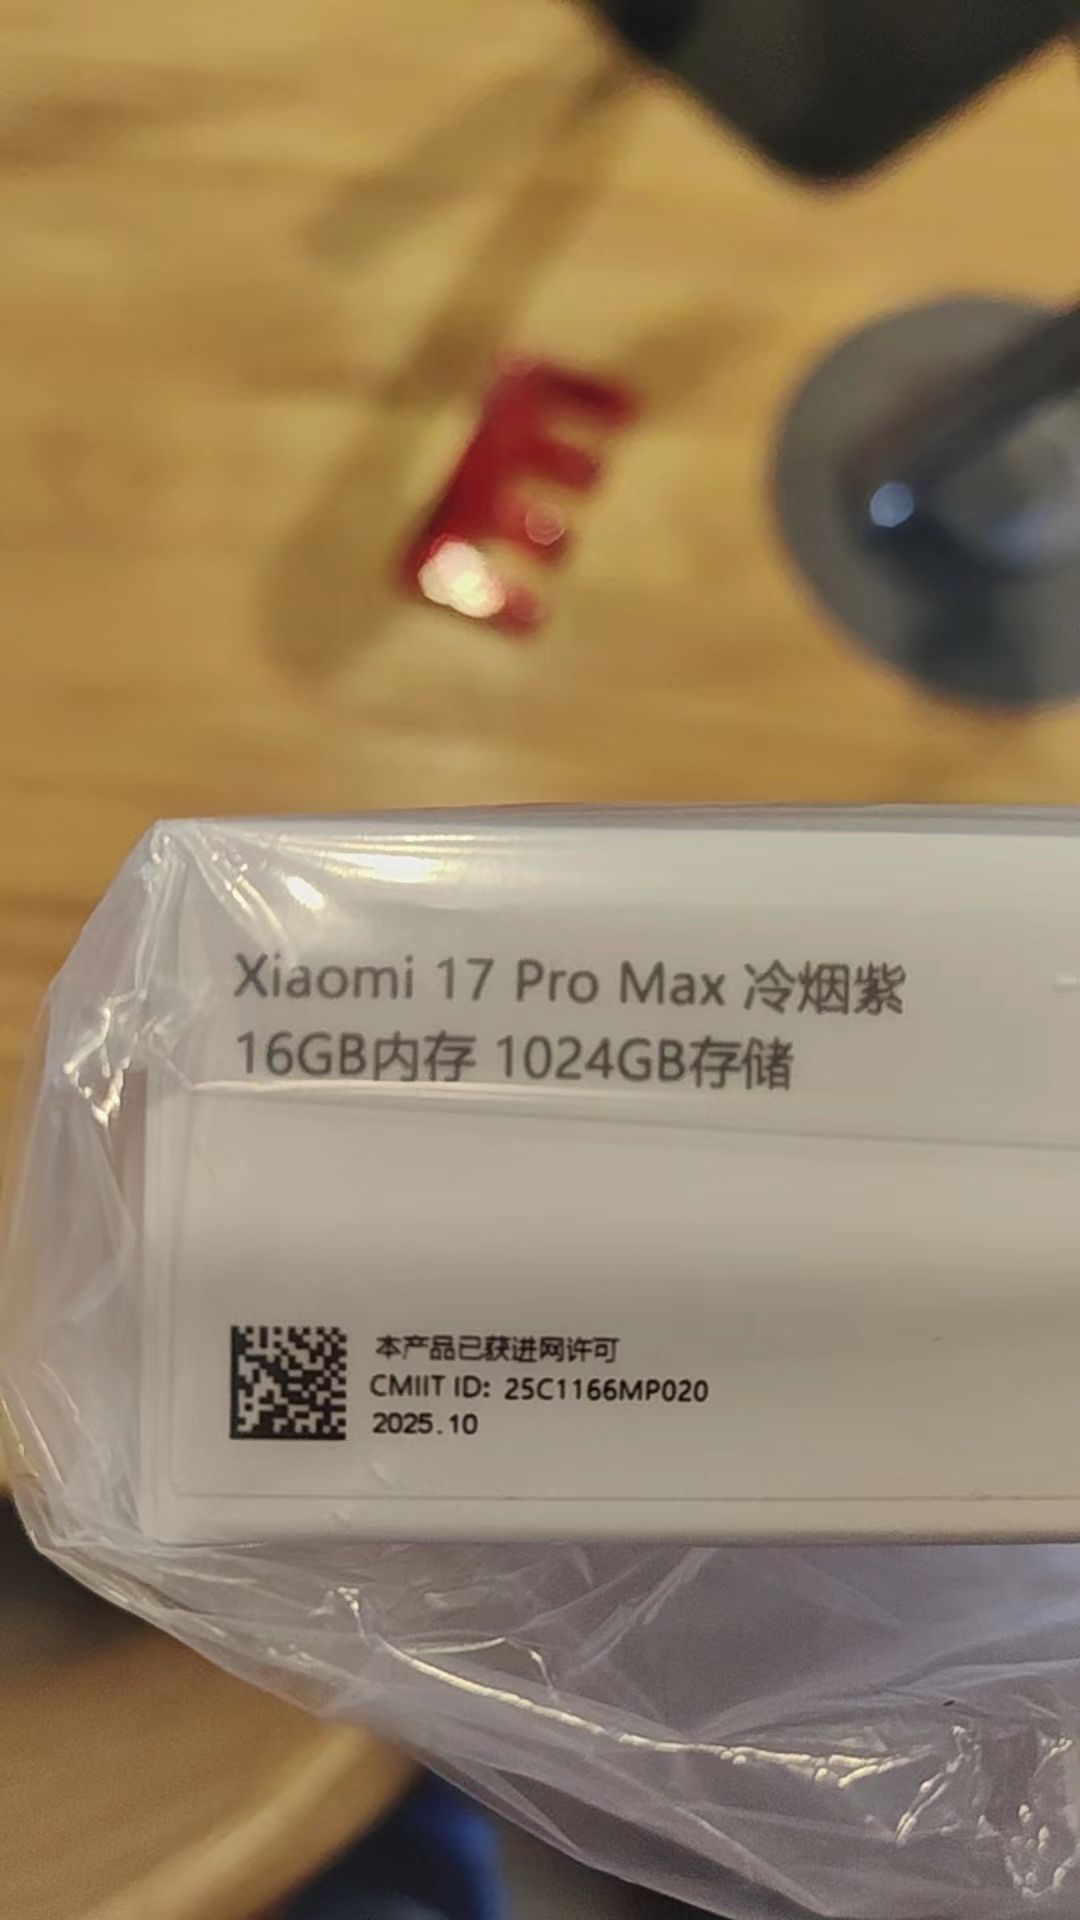 Xiaomi 17 Pro Max 冷烟紫
16GB内存 1024GB存储
本产品已获进网许可
CMIIT ID: 25C1166MP020
2025.10